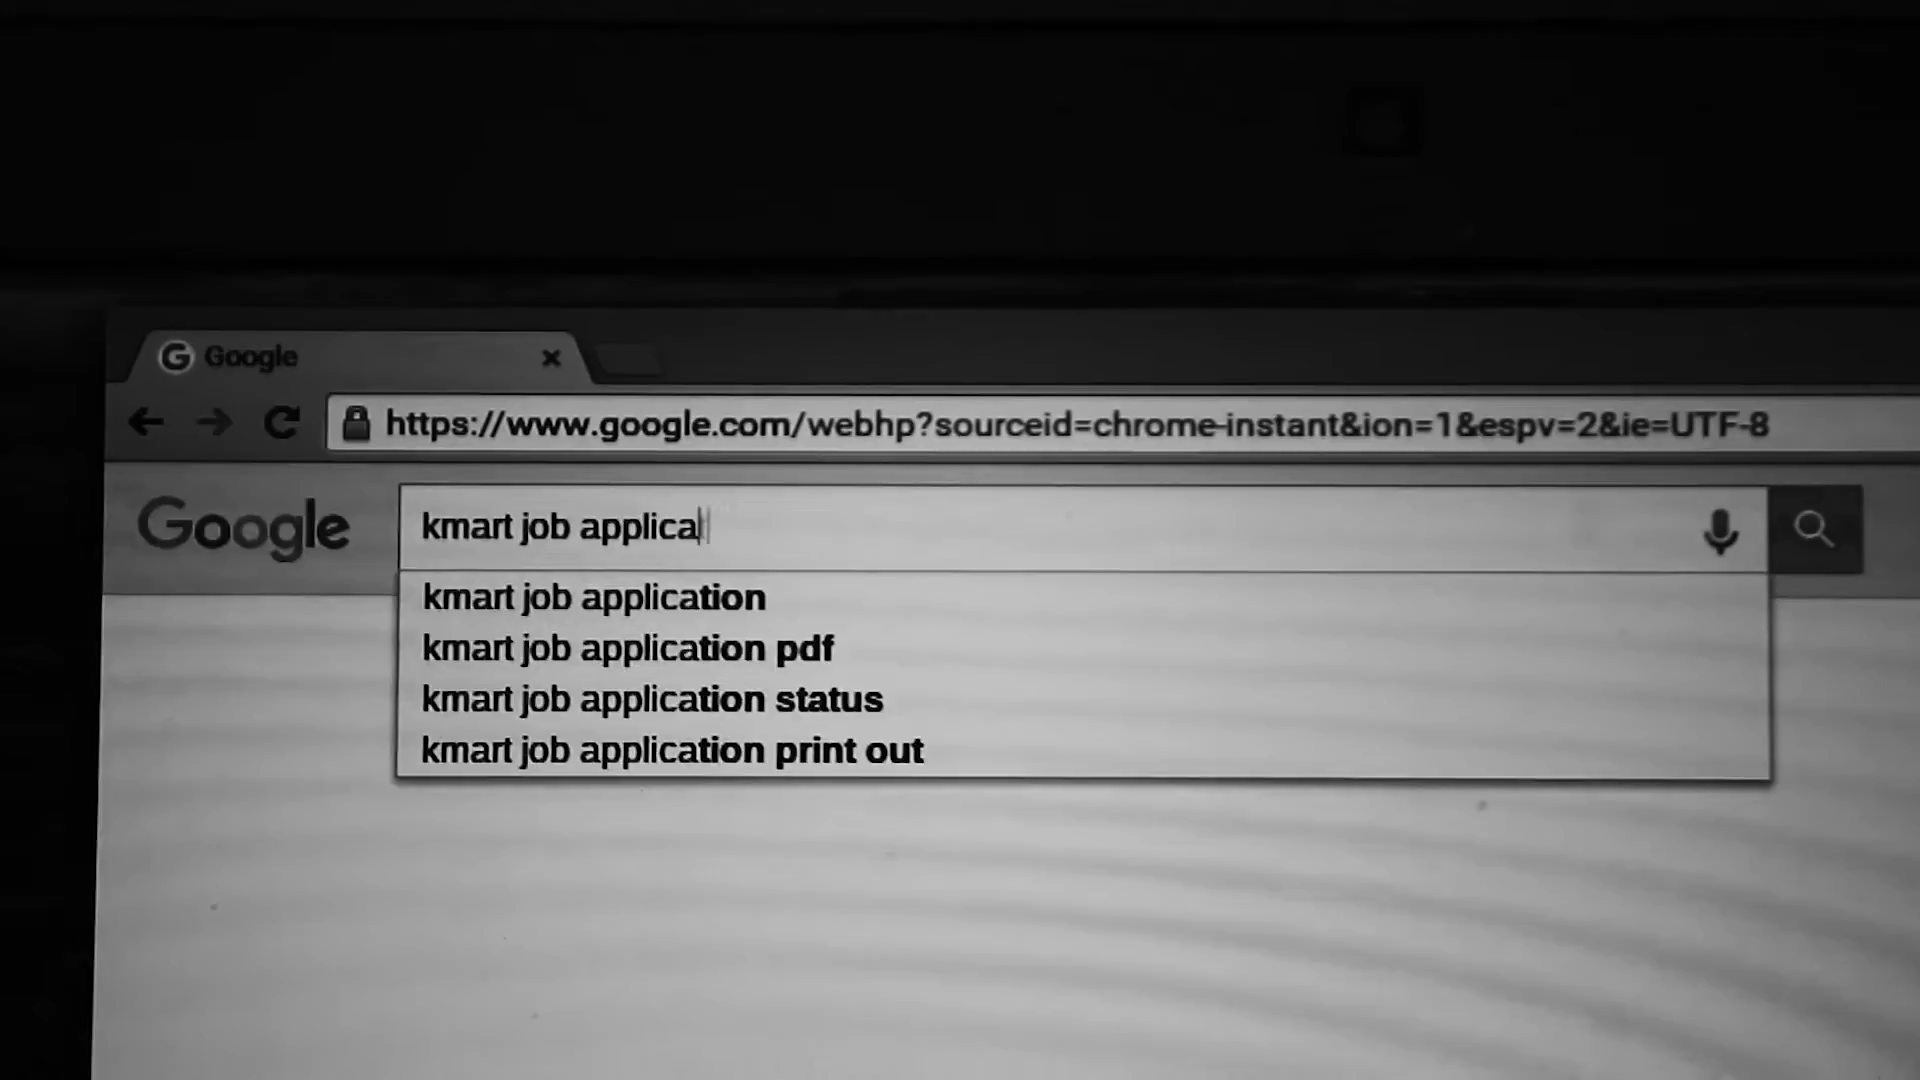 Google
https://www.google.com/webhp?sourceid=chrome-instant&ion=1&espv=2&ie=UTF-8
Google kmart job applica
kmart job application
kmart job application pdf
kmart job application status
kmart job application print out